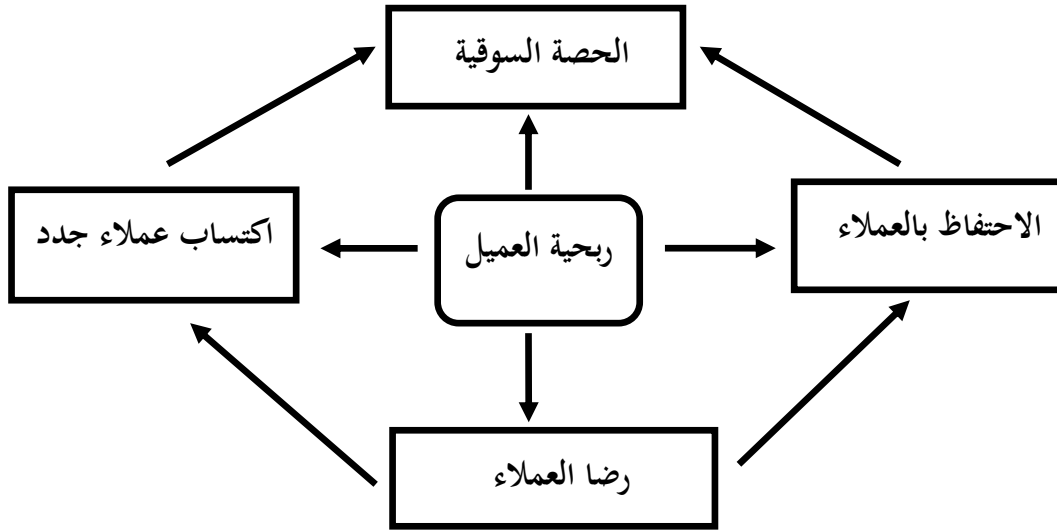 الحصة السوقية
الاحتفاظ بالعملاء
ربحية العميل
اكتساب عملاء جدد
رضا العملاء